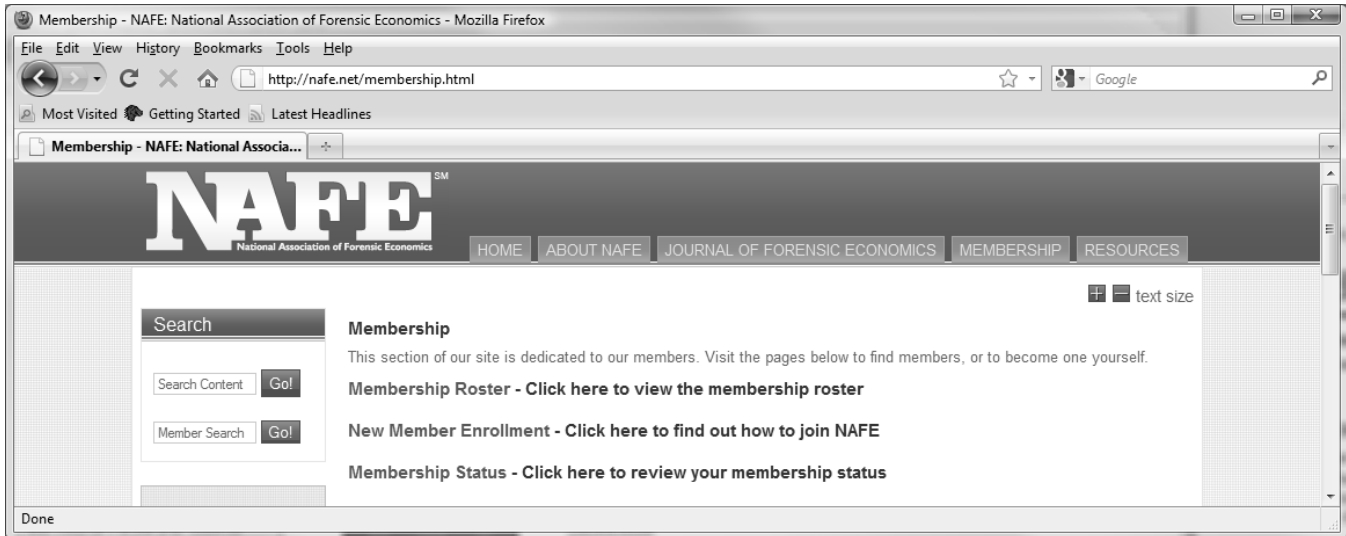 Membership - NAFE: National Association of Forensic Economics - Mozilla Firefox
File Edit View History Bookmarks Tools Help
http://nafe.net/membership.html Google
Most Visited Getting Started Latest Headlines
Membership - NAFE: National Associa...
NAFE SM
National Association of Forensic Economics
HOME ABOUT NAFE JOURNAL OF FORENSIC ECONOMICS MEMBERSHIP RESOURCES
text size
Search
Search Content Go!
Member Search Go!
Membership
This section of our site is dedicated to our members. Visit the pages below to find members, or to become one yourself.
Membership Roster - Click here to view the membership roster
New Member Enrollment - Click here to find out how to join NAFE
Membership Status - Click here to review your membership status
Done